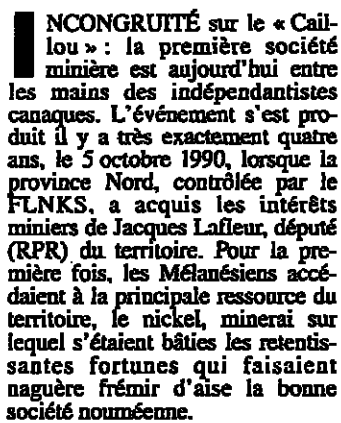 INCONGRUITÉ sur le « Cail-
lou » : la première société
minière est aujourd'hui entre
les mains des indépendantistes
canaques. L'événement s'est pro-
duit il y a très exactement quatre
ans, le 5 octobre 1990, lorsque la
province Nord, contrôlée par le
FLNKS, a acquis les intérêts
miniers de Jacques Lafleur, député
(RPR) du territoire. Pour la pre-
mière fois, les Mélanésiens accé-
daient à la principale ressource du
territoire, le nickel, minerai sur
lequel s'étaient bâties les retentis-
santes fortunes qui faisaient
naguère frémir d'aise la bonne
société nouméenne.